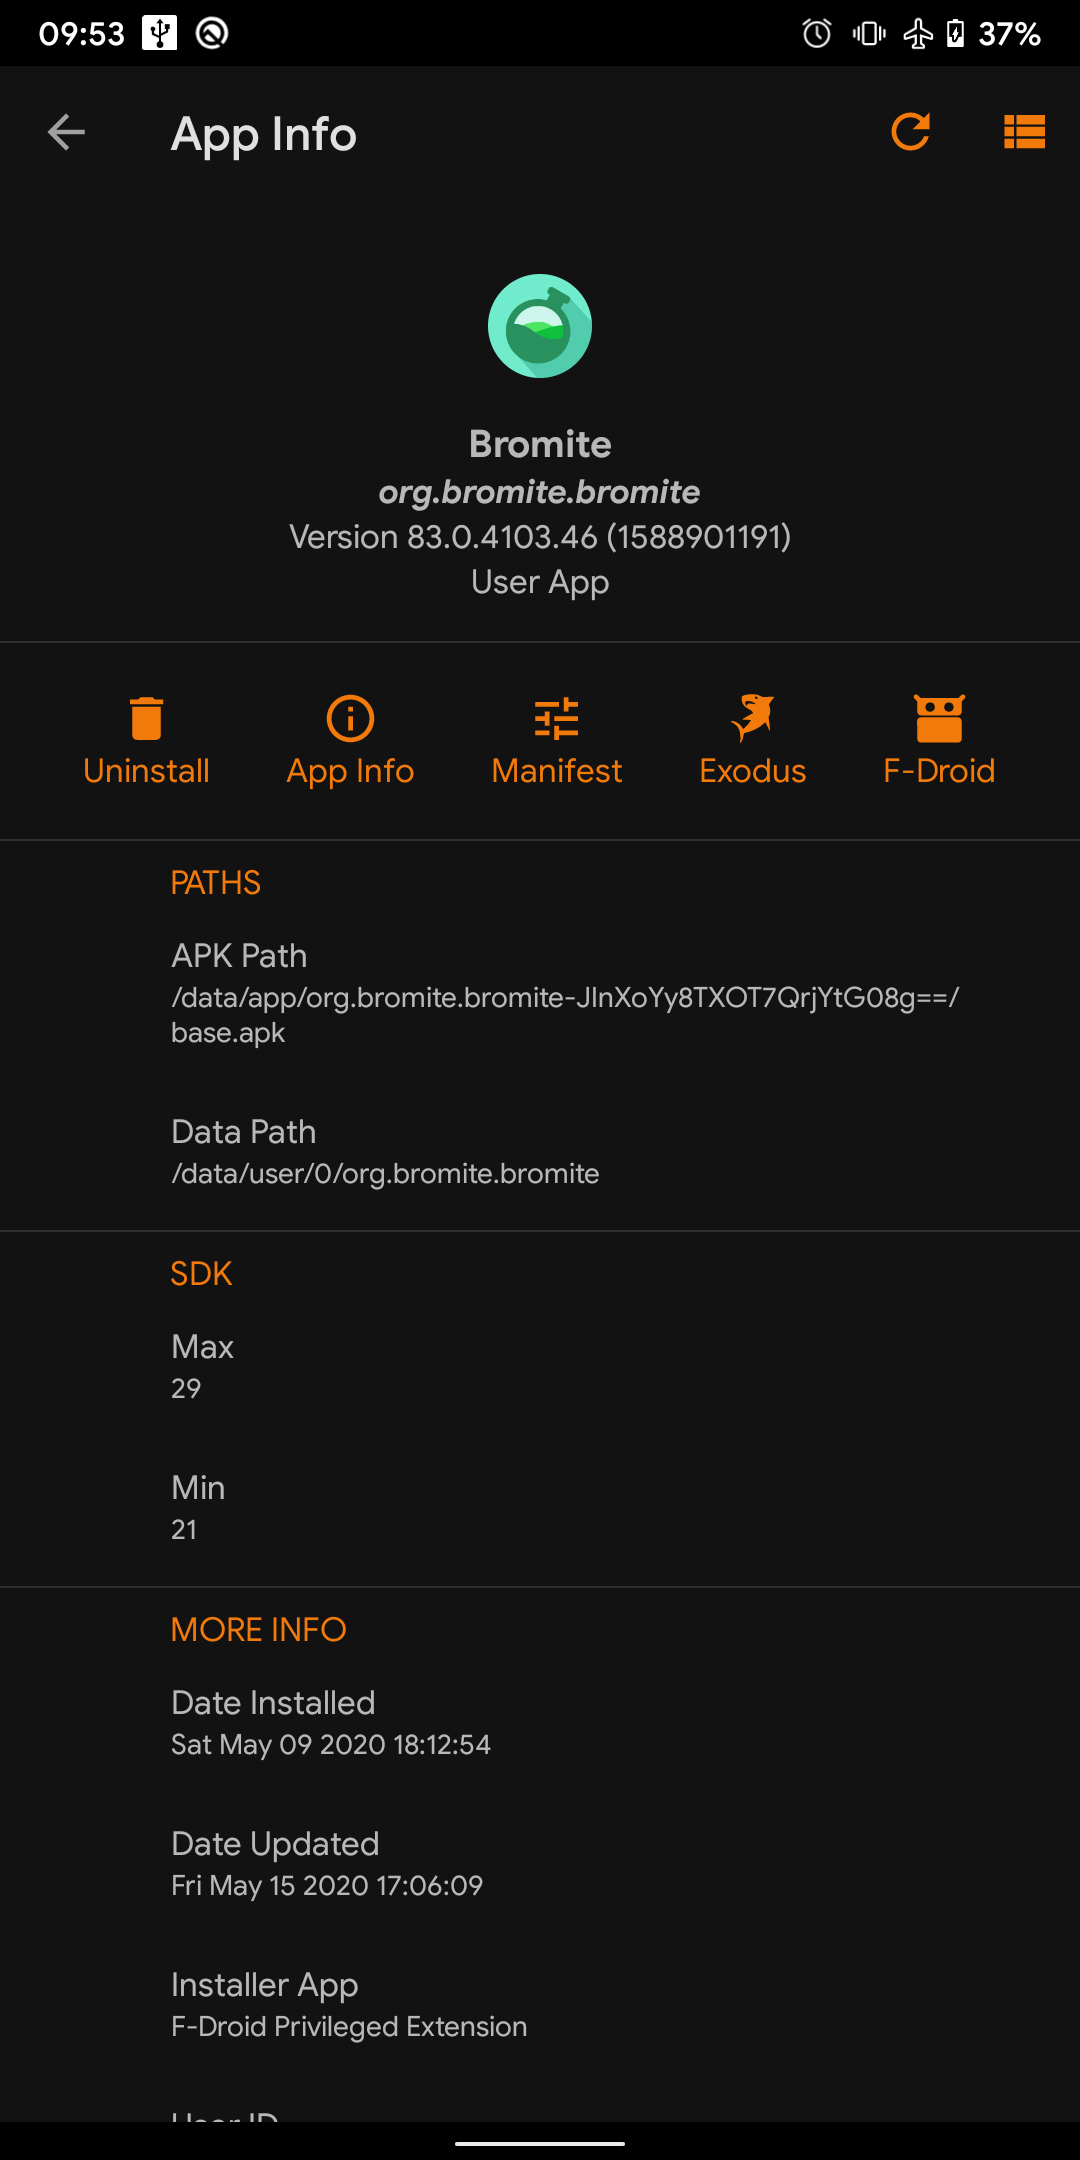 09:53 37%
App Info
Bromite
org.bromite.bromite
Version 83.0.4103.46 (1588901191)
User App
Uninstall App Info Manifest Exodus F-Droid
PATHS
APK Path
/data/app/org.bromite.bromite-JlnXoYy8TXOT7QrjYtG08g==/
base.apk
Data Path
/data/user/0/org.bromite.bromite
SDK
Max
29
Min
21
MORE INFO
Date Installed
Sat May 09 2020 18:12:54
Date Updated
Fri May 15 2020 17:06:09
Installer App
F-Droid Privileged Extension
User ID